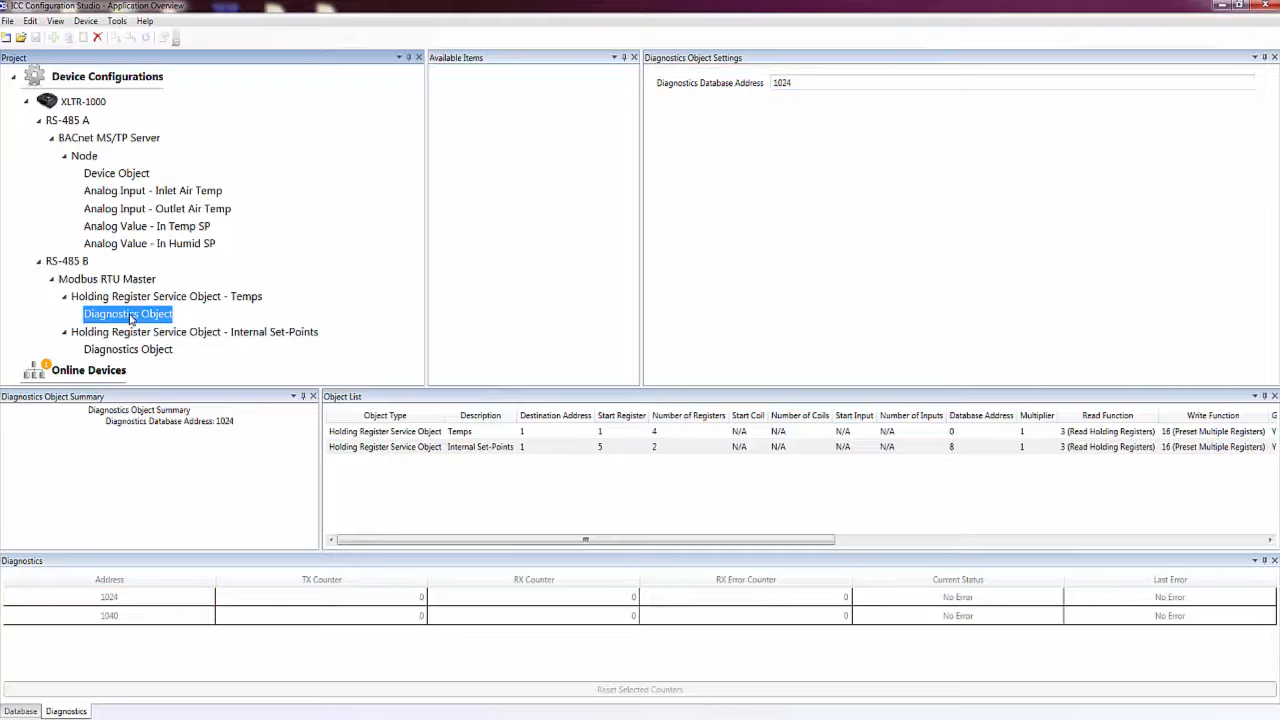 ICC Configuration Studio - Application Overview
File Edit View Device Tools Help
Project
Device Configurations
XLTR-1000
RS-485 A
BACnet MS/TP Server
Node
Device Object
Analog Input - Inlet Air Temp
Analog Input - Outlet Air Temp
Analog Value - In Temp SP
Analog Value - In Humid SP
RS-485 B
Modbus RTU Master
Holding Register Service Object - Temps
Diagnostics Object
Holding Register Service Object - Internal Set-Points
Diagnostics Object
Online Devices
Available Items
Diagnostics Object Settings
Diagnostics Database Address 1024
Diagnostics Object Summary
Diagnostics Object Summary
Diagnostics Database Address: 1024
Object List
Object Type Description Destination Address Start Register Number of Registers Start Coil Number of Coils Start Input Number of Inputs Database Address Multiplier Read Function Write Function G
Holding Register Service Object Temps 1 1 4 N/A N/A N/A N/A 0 1 3 (Read Holding Registers) 16 (Preset Multiple Registers) Y
Holding Register Service Object Internal Set-Points 1 5 2 N/A N/A N/A N/A 8 1 3 (Read Holding Registers) 16 (Preset Multiple Registers) Y
Diagnostics
Address TX Counter RX Counter RX Error Counter Current Status Last Error
1024 0 0 0 No Error No Error
1040 0 0 0 No Error No Error
Reset Selected Counters
Database Diagnostics